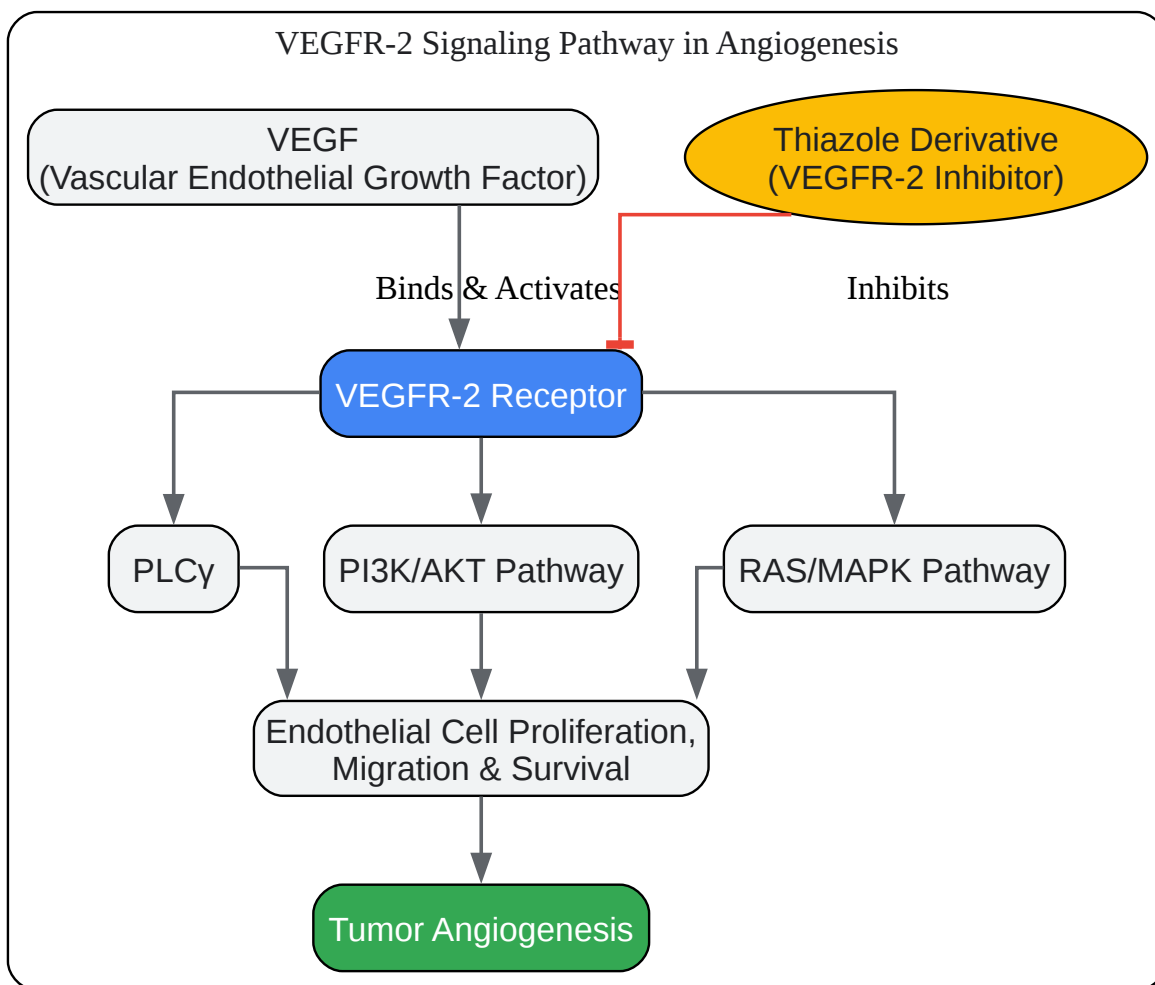 VEGFR-2 Signaling Pathway in Angiogenesis
VEGF
(Vascular Endothelial Growth Factor)
Thiazole Derivative
(VEGFR-2 Inhibitor)
Binds & Activates
Inhibits
VEGFR-2 Receptor
PLCγ
PI3K/AKT Pathway
RAS/MAPK Pathway
Endothelial Cell Proliferation,
Migration & Survival
Tumor Angiogenesis